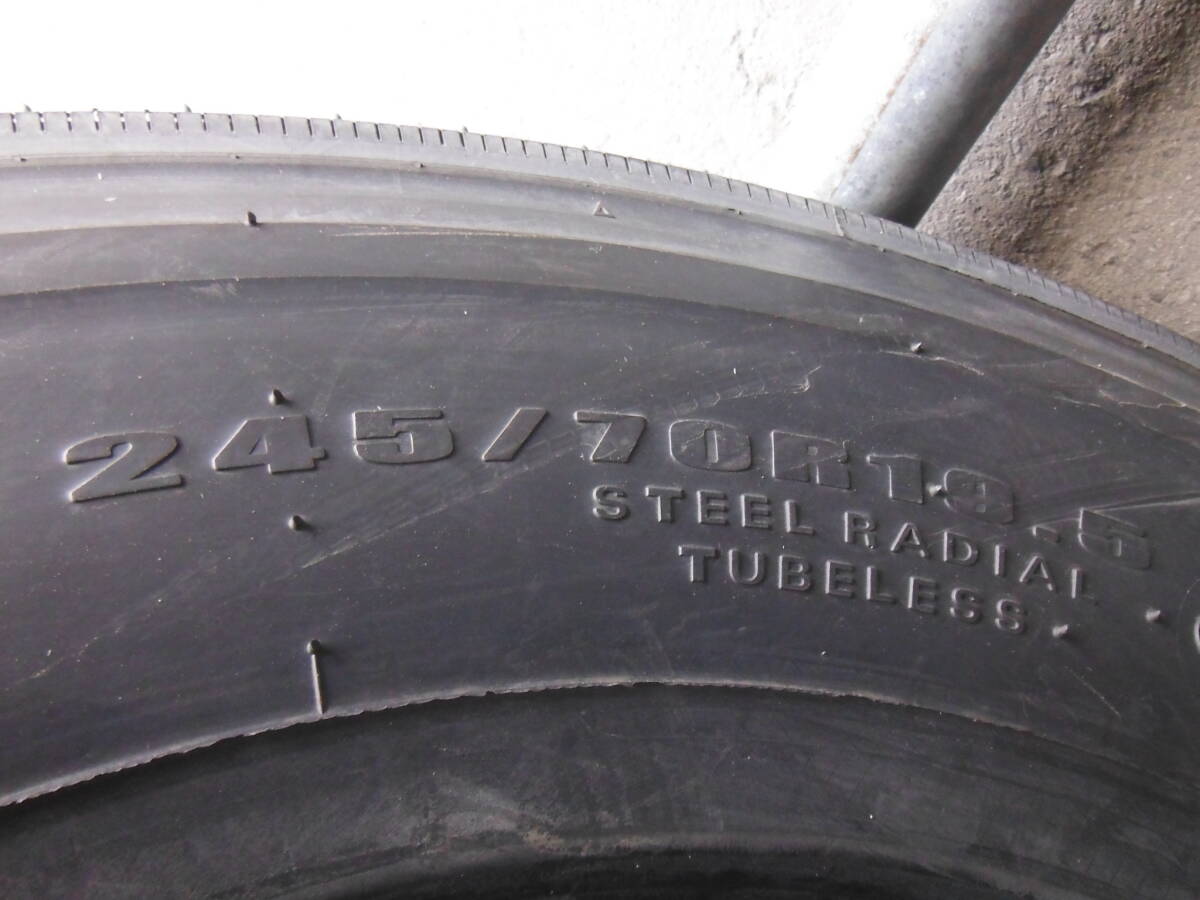 245/70R19.5
STEEL RADIAL
TUBELESS